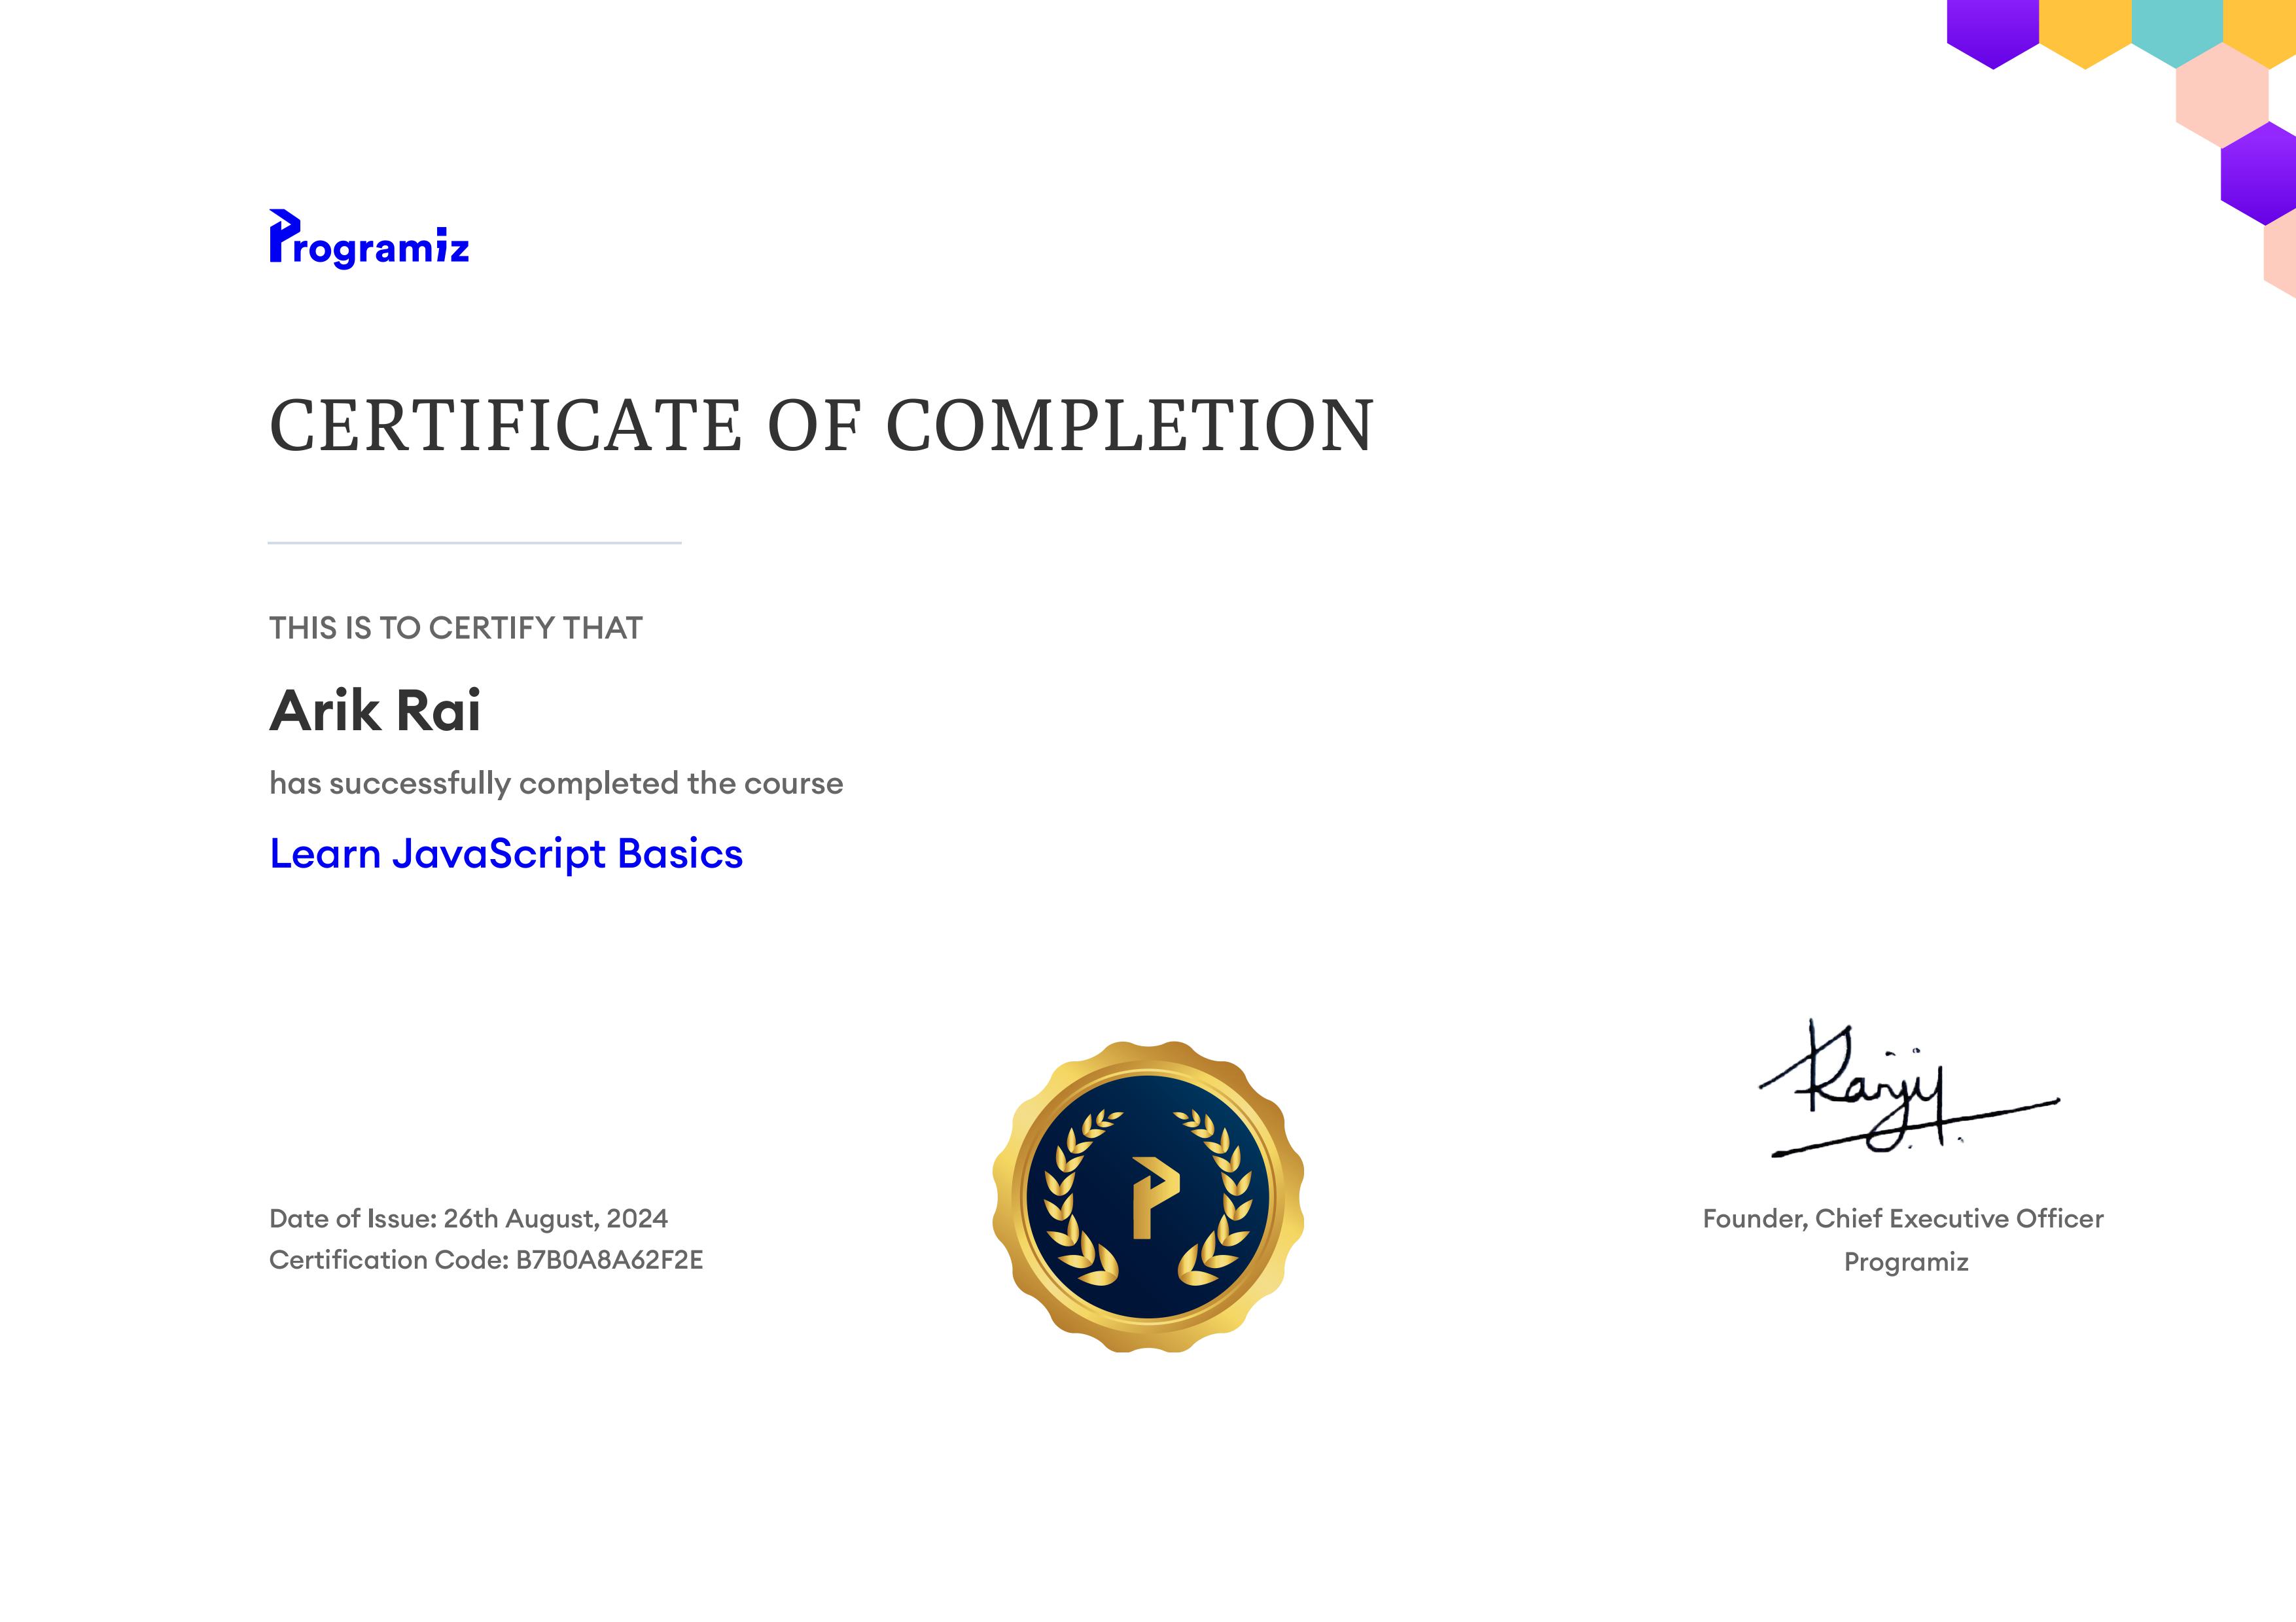 Programiz
CERTIFICATE OF COMPLETION
THIS IS TO CERTIFY THAT
Arik Rai
has successfully completed the course
Learn JavaScript Basics
Date of Issue: 26th August, 2024
Certification Code: B7B0A8A62F2E
P
Founder, Chief Executive Officer
Programiz